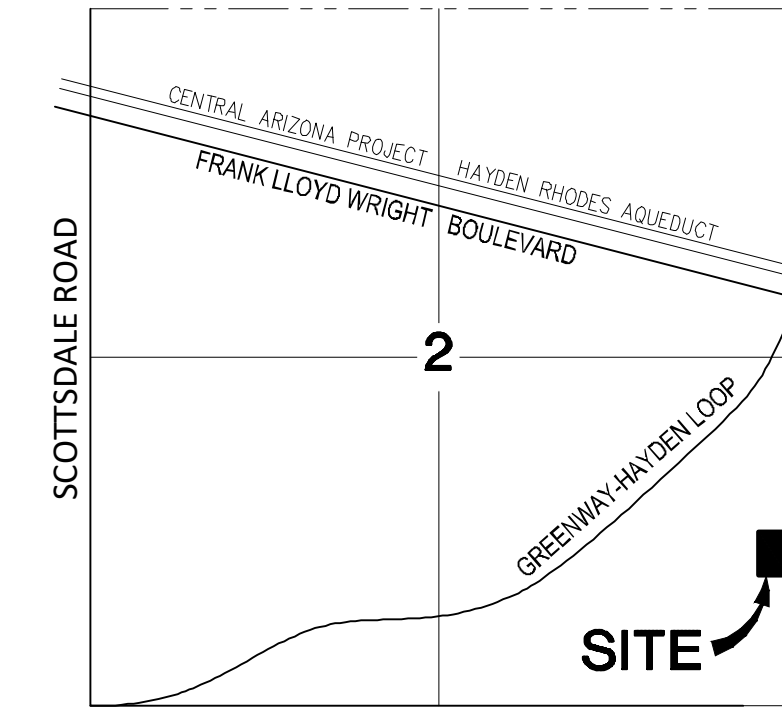 CENTRAL ARIZONA PROJECT HAYDEN RHODES AQUEDUCT
FRANK LLOYD WRIGHT BOULEVARD
SCOTTSDALE ROAD
2
GREENWAY-HAYDEN LOOP
SITE